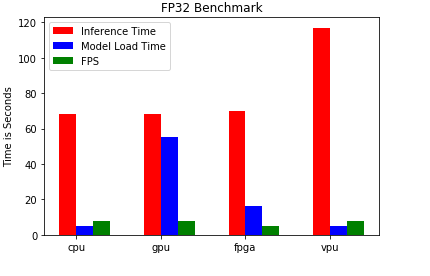 FP32 Benchmark
Inference Time
Model Load Time
FPS
Time is Seconds
120
100
80
60
40
20
0
cpu gpu fpga vpu